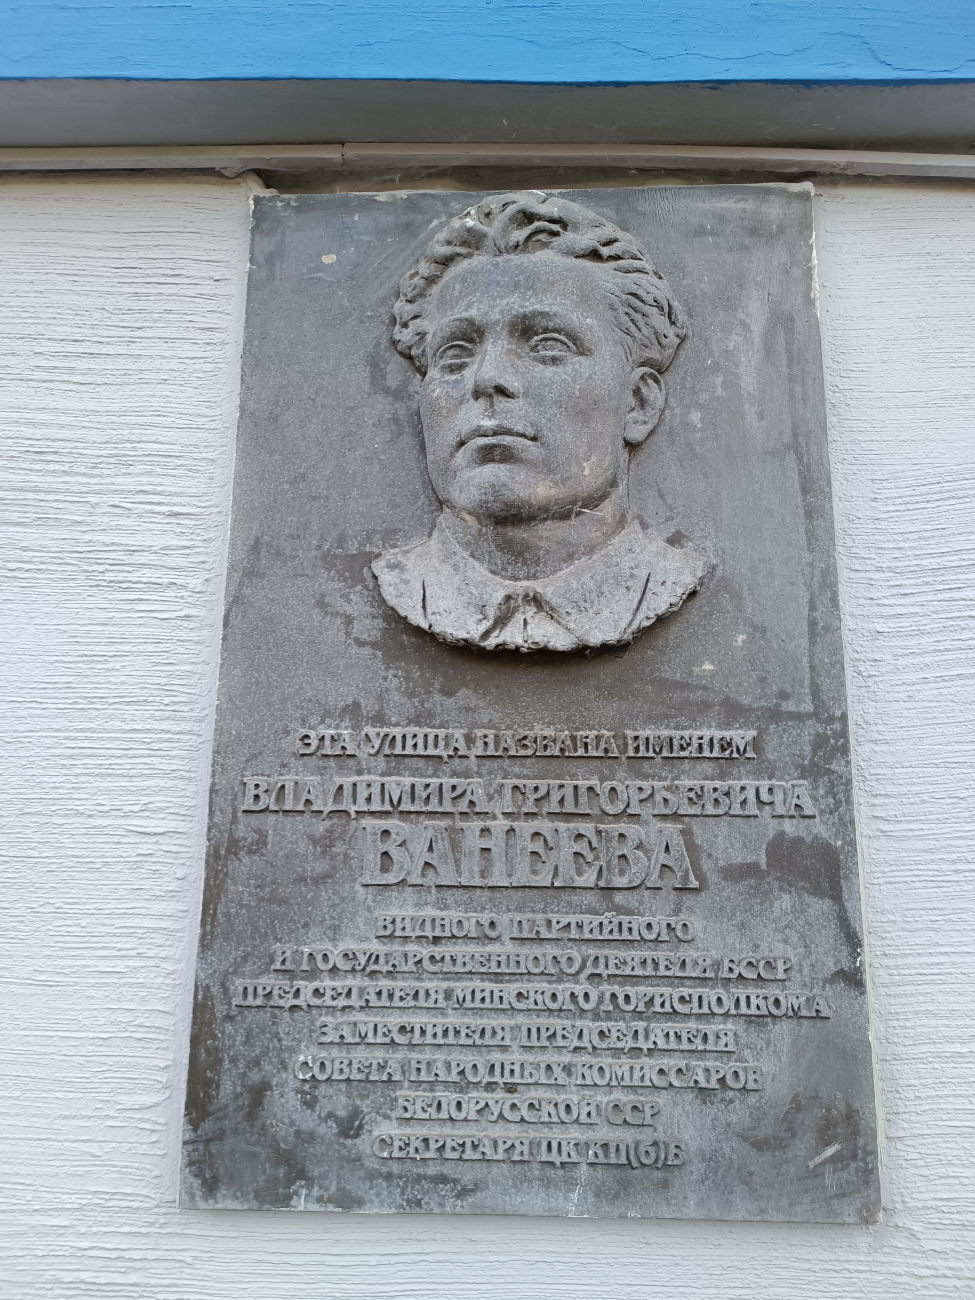 ЭТА УЛИЦА НАЗВАНА ИМЕНЕМ
ВЛАДИМИРА ГРИГОРЬЕВИЧА
ВАНЕЕВА
ВИДНОГО ПАРТИЙНОГО
И ГОСУДАРСТВЕННОГО ДЕЯТЕЛЯ БССР
ПРЕДСЕДАТЕЛЯ МИНСКОГО ГОРИСПОЛКОМА
ЗАМЕСТИТЕЛЯ ПРЕДСЕДАТЕЛЯ
СОВЕТА НАРОДНЫХ КОМИССАРОВ
БЕЛОРУССКОЙ ССР
СЕКРЕТАРЯ ЦК КП(б)Б